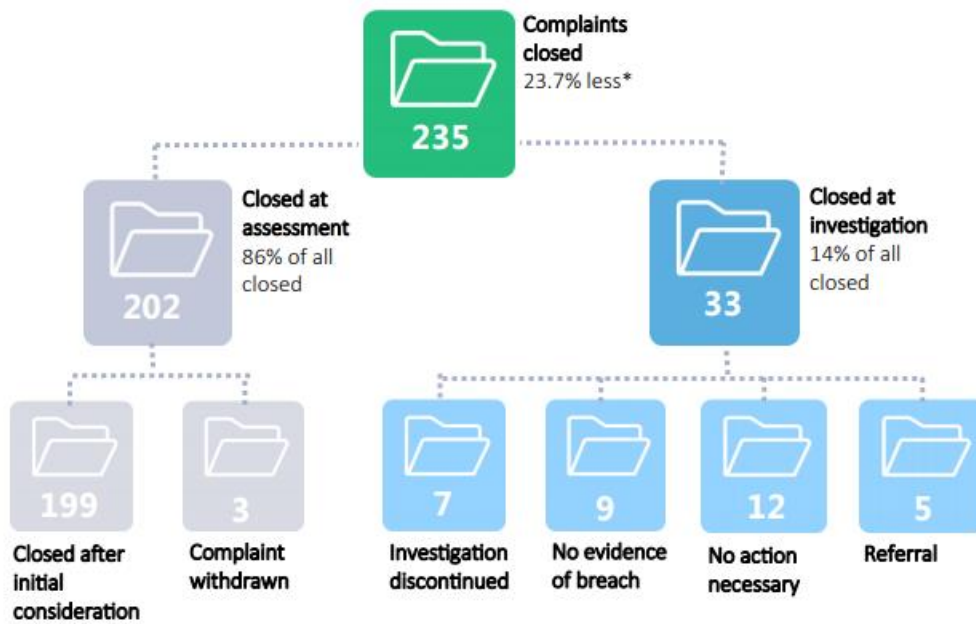 Complaints
closed
23.7% less*
235
Closed at
assessment
86% of all
closed
202
Closed at
investigation
14% of all
closed
33
199
Closed after
initial
consideration
3
Complaint
withdrawn
7
Investigation
discontinued
9
No evidence
of breach
12
No action
necessary
5
Referral